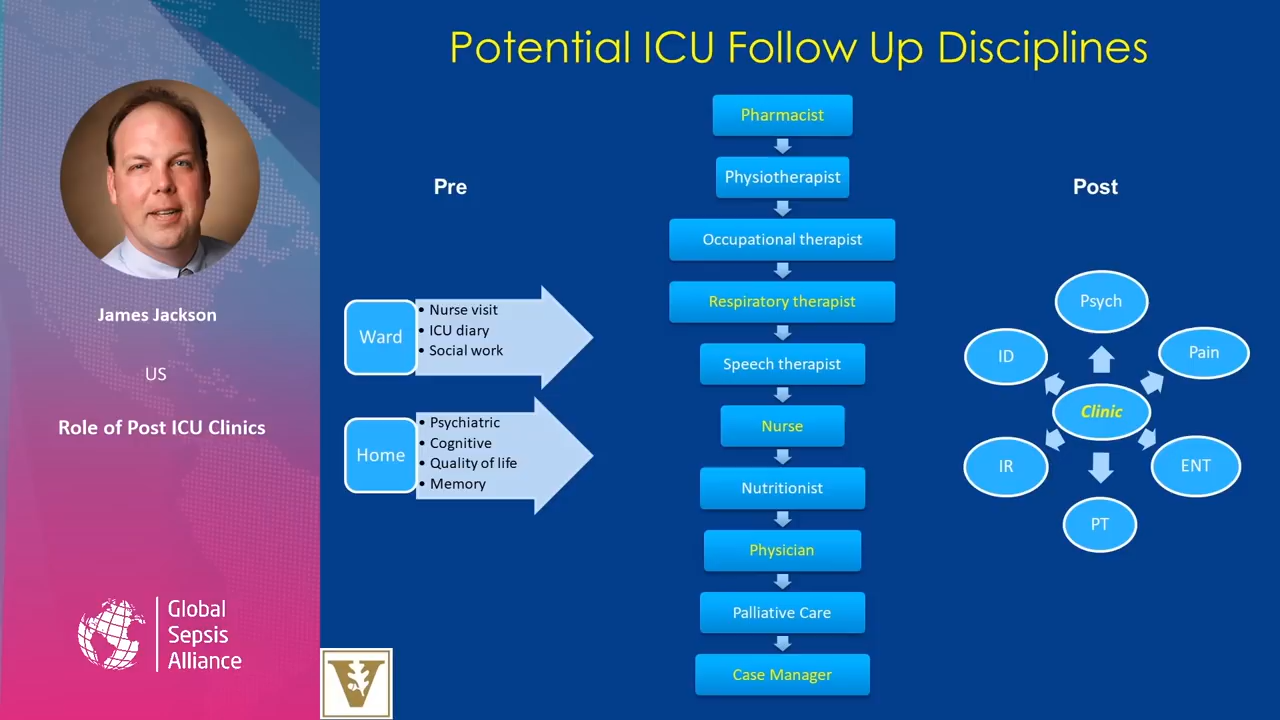 Potential ICU Follow Up Disciplines
James Jackson
US
Role of Post ICU Clinics
Global
Sepsis
Alliance
Pre
Ward
• Nurse visit
• ICU diary
• Social work
Home
• Psychiatric
• Cognitive
• Quality of life
• Memory
Pharmacist
Physiotherapist
Occupational therapist
Respiratory therapist
Speech therapist
Nurse
Nutritionist
Physician
Palliative Care
Case Manager
Post
Psych
ID
Pain
Clinic
IR
ENT
PT
V